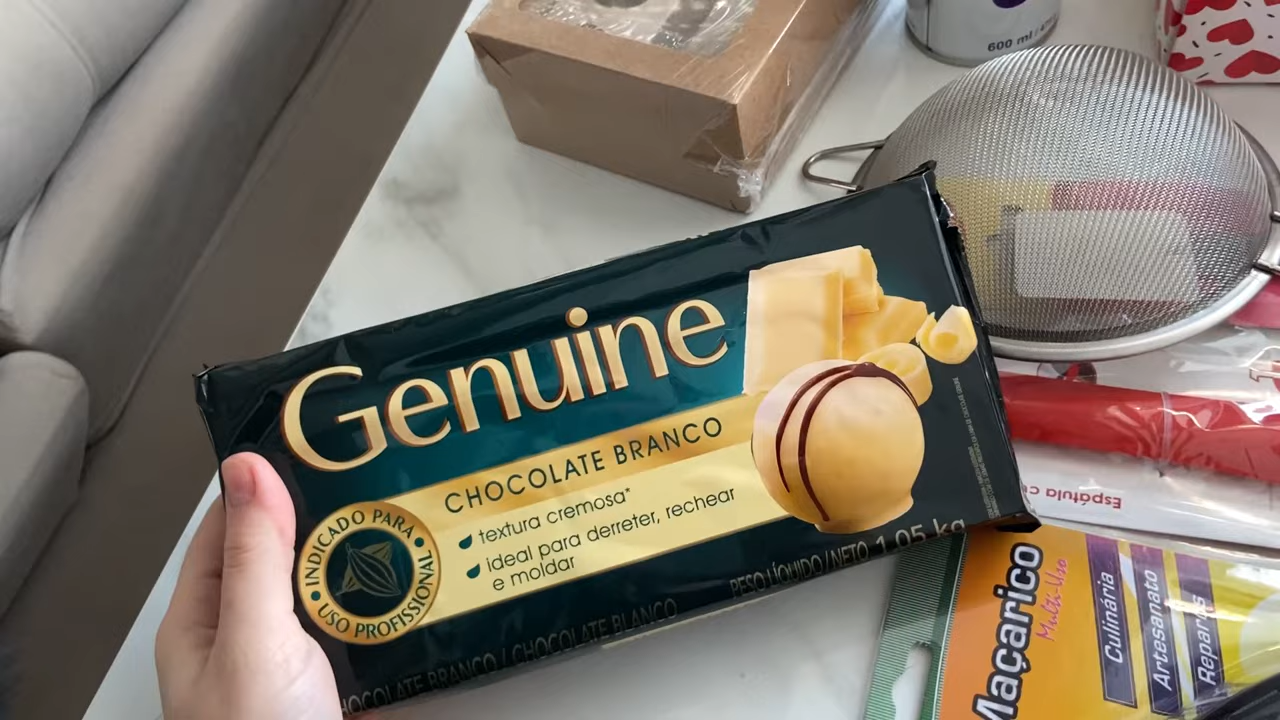 600 ml /
Genuine
CHOCOLATE BRANCO
textura cremosa*
ideal para derreter, rechear
e moldar
INDICADO PARA
USO PROFISSIONAL
PESO LÍQUIDO/NETO 1,05 kg
CHOCOLATE BRANCO / CHOCOLATE BLANCO
Espátula
Maçarico
Multi-Uso
Culinária
Artesanato
Reparos